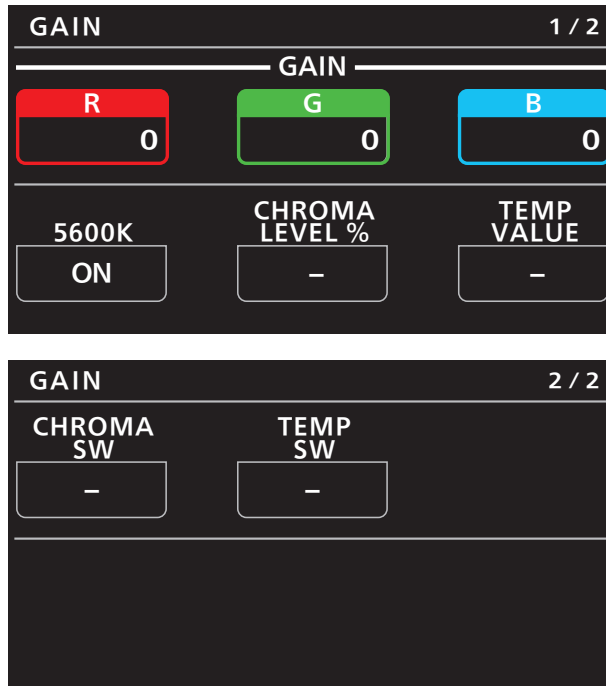 GAIN 1 / 2
GAIN
R G B
0 0 0
5600K CHROMA LEVEL % TEMP VALUE
ON – –
GAIN 2 / 2
CHROMA SW TEMP SW
– –